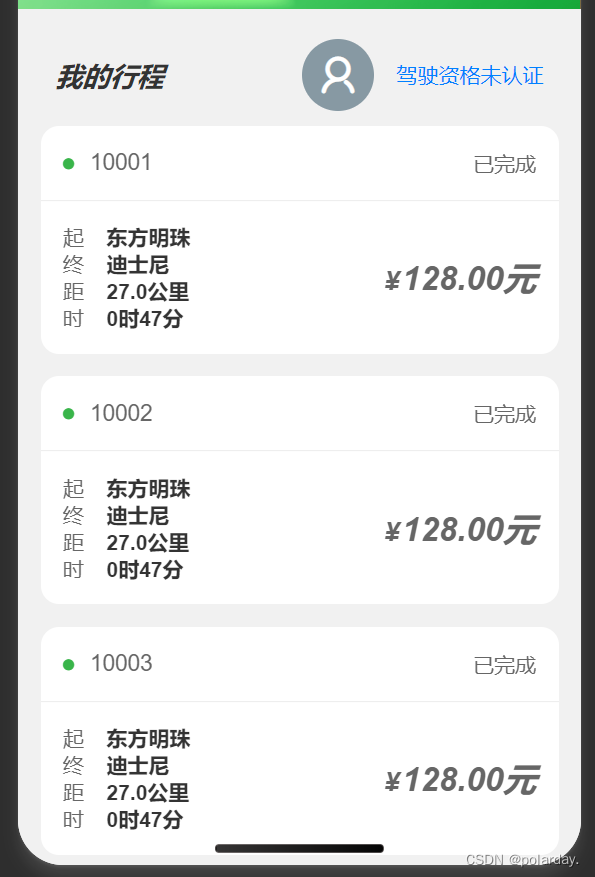 我的行程 驾驶资格未认证
10001 已完成
起 东方明珠
终 迪士尼
距 27.0公里
时 0时47分
¥128.00元
10002 已完成
起 东方明珠
终 迪士尼
距 27.0公里
时 0时47分
¥128.00元
10003 已完成
起 东方明珠
终 迪士尼
距 27.0公里
时 0时47分
¥128.00元
CSDN @polarday.